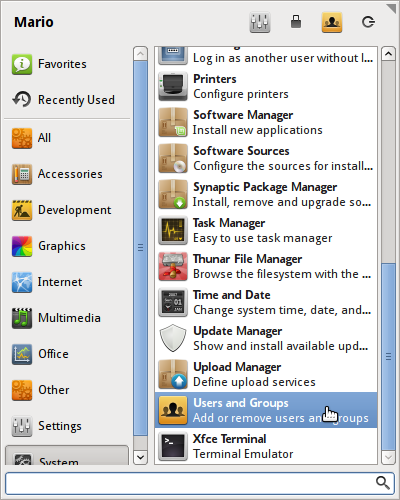 Mario
Favorites
Recently Used
All
Accessories
Development
Graphics
Internet
Multimedia
Office
Other
Settings
System
Log in as another user without l...
Printers
Configure printers
Software Manager
Install new applications
Software Sources
Configure the sources for install...
Synaptic Package Manager
Install, remove and upgrade so...
Task Manager
Easy to use task manager
Thunar File Manager
Browse the filesystem with the ...
Time and Date
Change system time, date, and...
Update Manager
Show and install available upd...
Upload Manager
Define upload services
Users and Groups
Add or remove users and groups
Xfce Terminal
Terminal Emulator